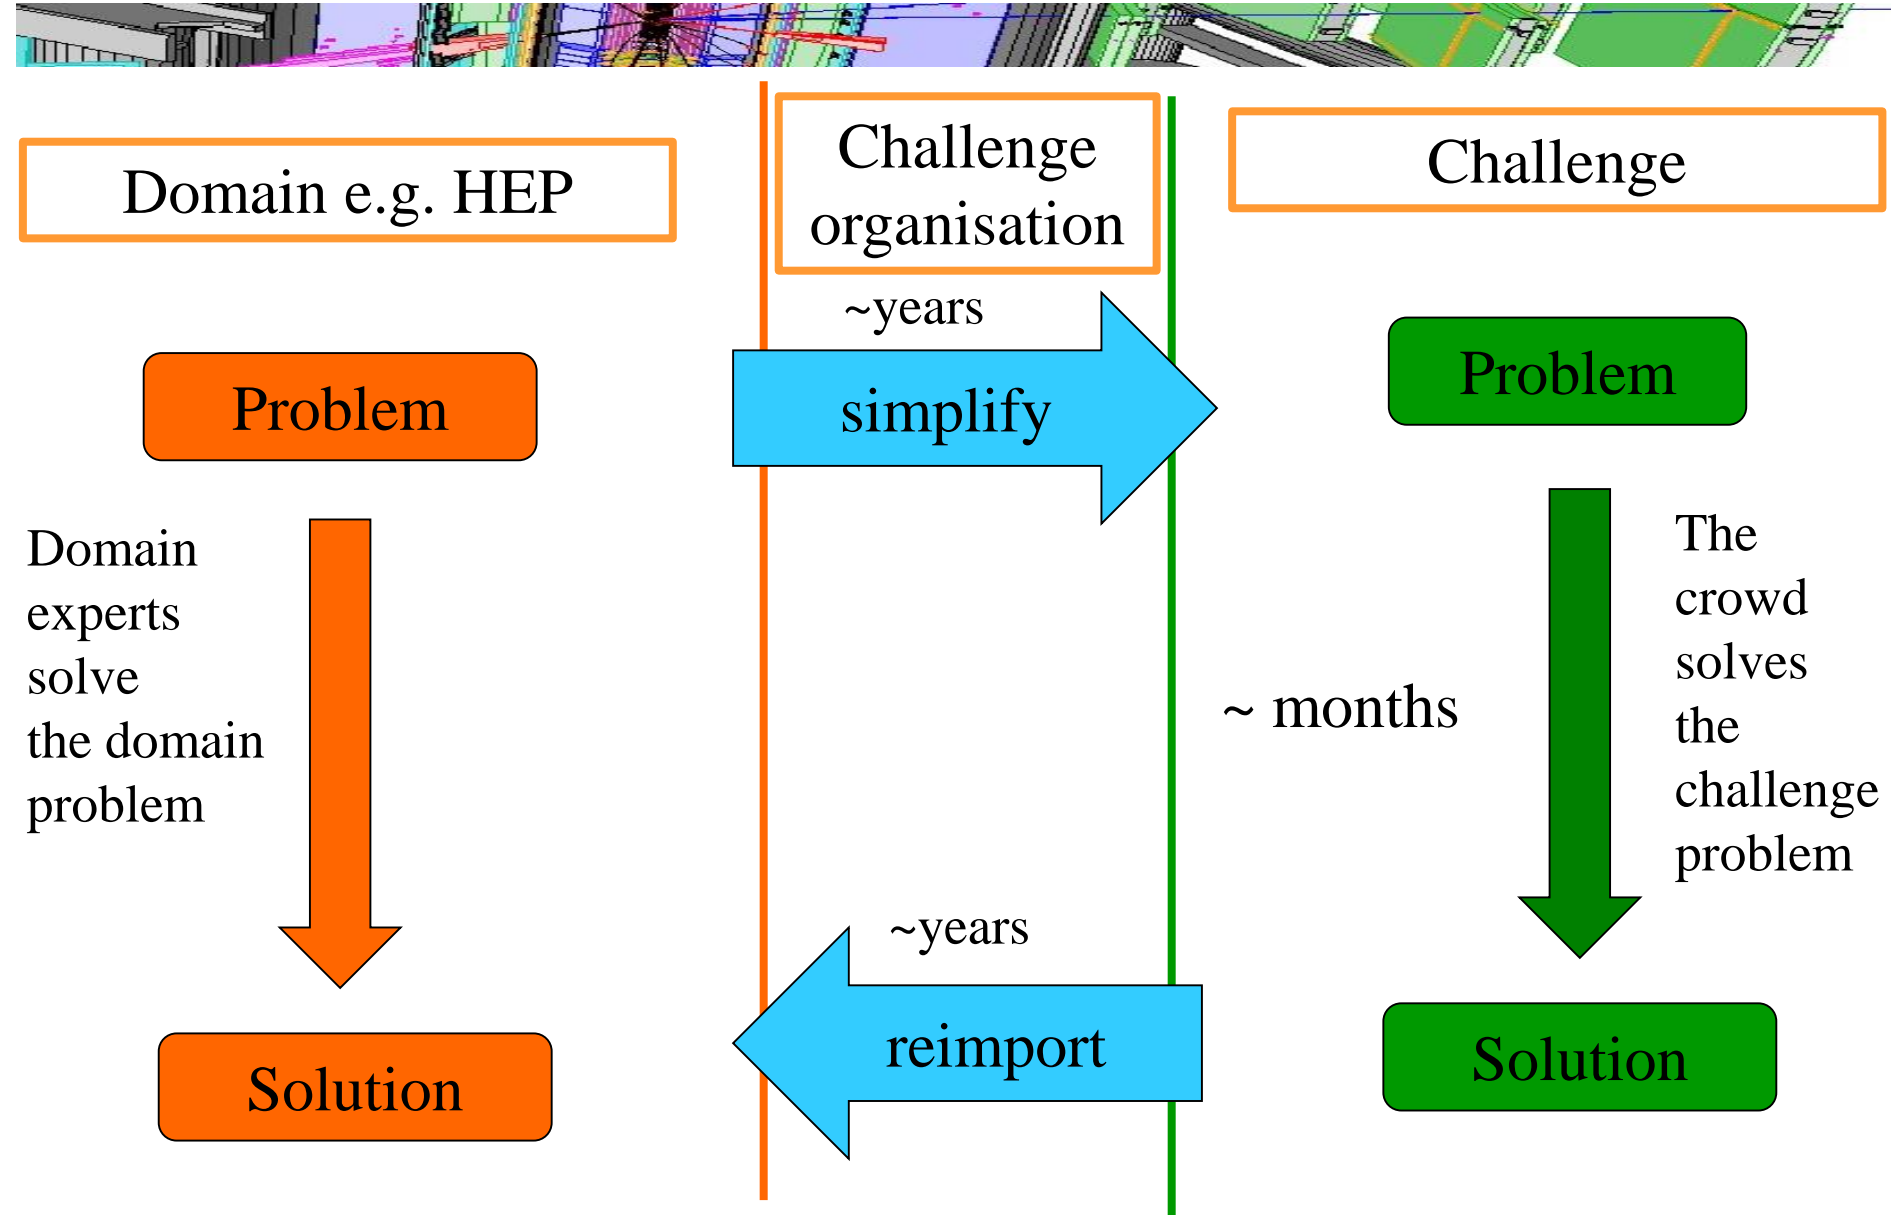 Domain e.g. HEP
Challenge
organisation
Challenge
~years
Problem
simplify
Problem
Domain
experts
solve
the domain
problem
~ months
The
crowd
solves
the
challenge
problem
~years
reimport
Solution
Solution